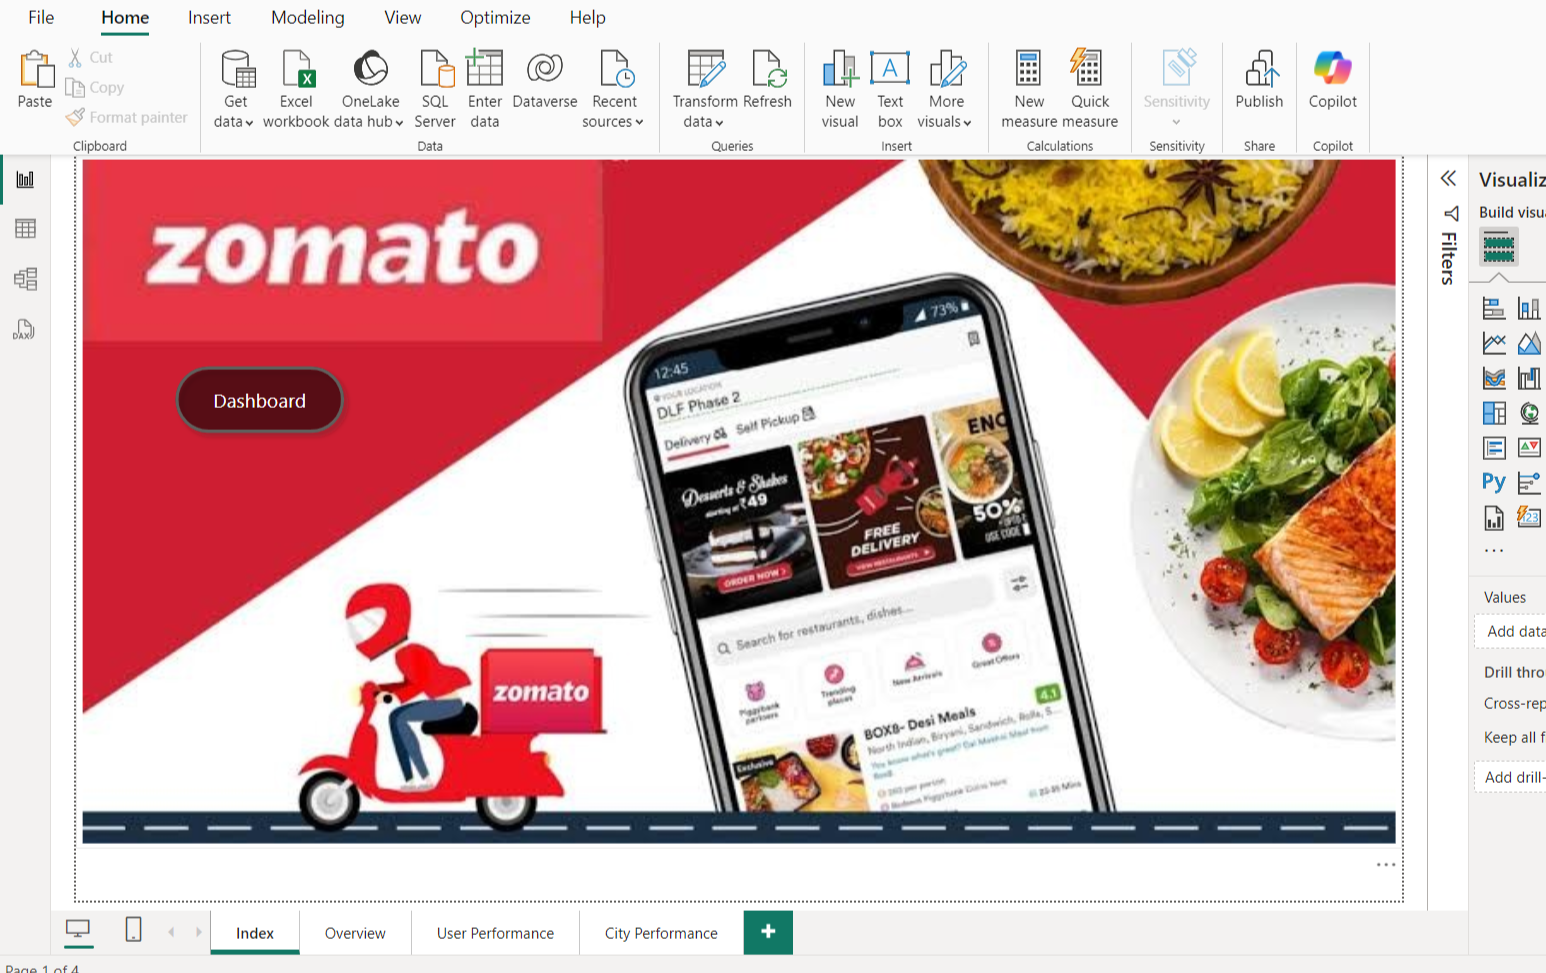 File Home Insert Modeling View Optimize Help
Paste
Cut
Copy
Format painter
Clipboard
Get data
Excel workbook
OneLake data hub
SQL Server
Enter data
Dataverse
Recent sources
Data
Transform data
Refresh
Queries
New visual
Text box
More visuals
Insert
New measure
Quick measure
Calculations
Sensitivity
Sensitivity
Publish
Share
Copilot
Copilot
DAX
zomato
Dashboard
zomato
12:45
73%
YOUR LOCATION
DLF Phase 2
Delivery Self Pickup
Desserts & Shakes
starting at ₹49
ORDER NOW >
FREE
DELIVERY
VIEW RESTAURANTS
ENC
50%
USE CODE
Search for restaurants, dishes...
Piggybank
partners
Trending
places
New Arrivals
Great Offers
4.1
Exclusive
BOX8- Desi Meals
North Indian, Biryani, Sandwich, Rolls, S...
Filters
Visualiz
Build visu
Py
123
Values
Add data
Drill thro
Cross-rep
Keep all f
Add drill-
Index Overview User Performance City Performance
Page 1 of 4